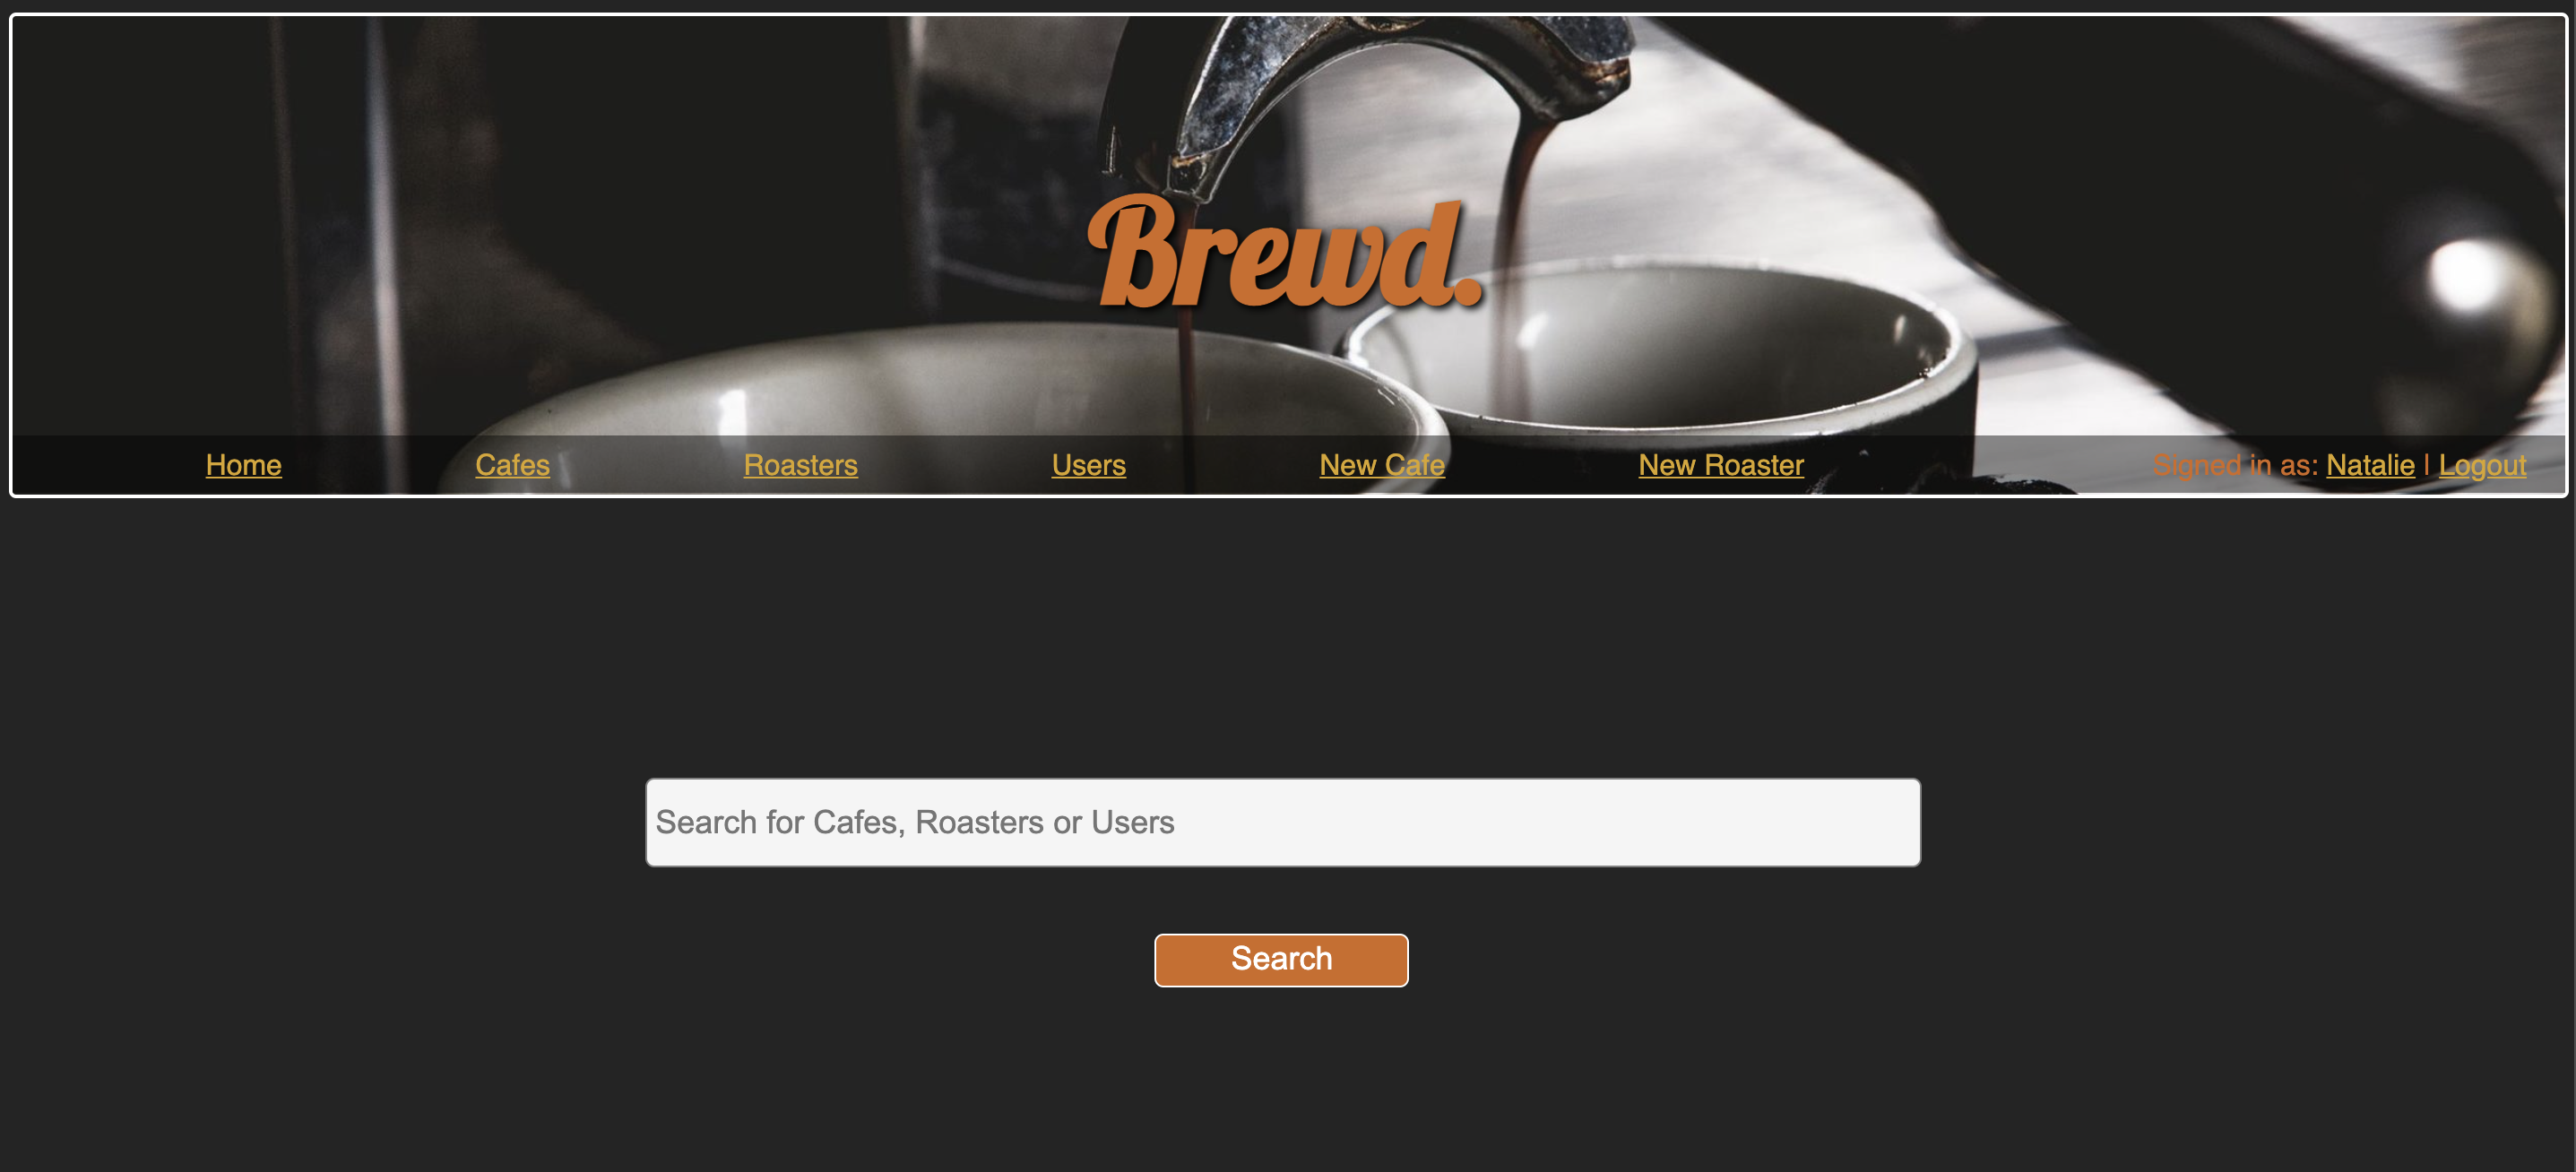 Brewd.
Home Cafes Roasters Users New Cafe New Roaster Signed in as: Natalie | Logout
Search for Cafes, Roasters or Users
Search